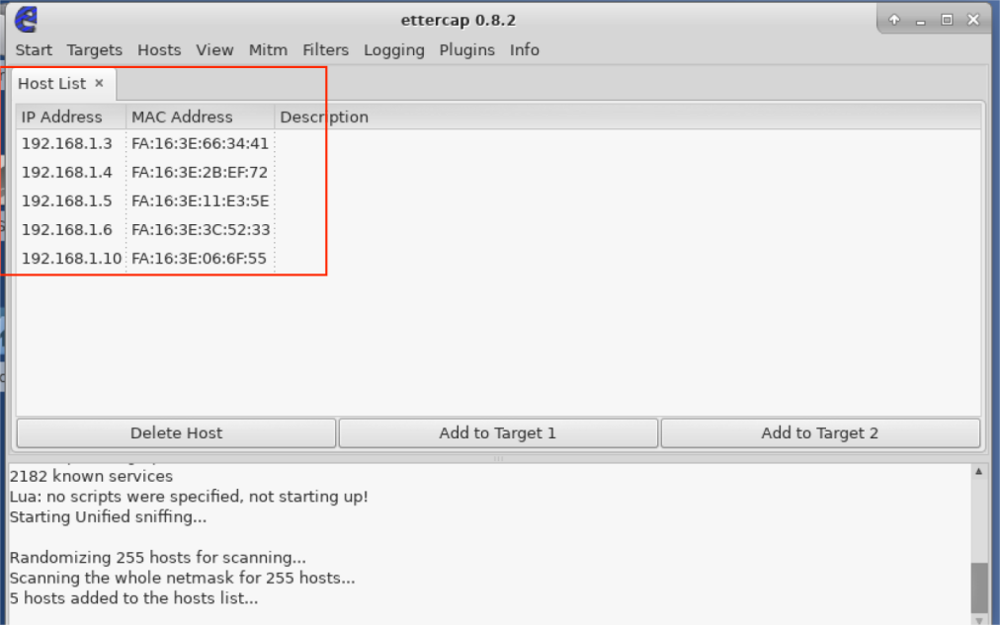 ettercap 0.8.2
Start Targets Hosts View Mitm Filters Logging Plugins Info
Host List ×
IP Address MAC Address Description
192.168.1.3 FA:16:3E:66:34:41
192.168.1.4 FA:16:3E:2B:EF:72
192.168.1.5 FA:16:3E:11:E3:5E
192.168.1.6 FA:16:3E:3C:52:33
192.168.1.10 FA:16:3E:06:6F:55
Delete Host Add to Target 1 Add to Target 2
2182 known services
Lua: no scripts were specified, not starting up!
Starting Unified sniffing...
Randomizing 255 hosts for scanning...
Scanning the whole netmask for 255 hosts...
5 hosts added to the hosts list...